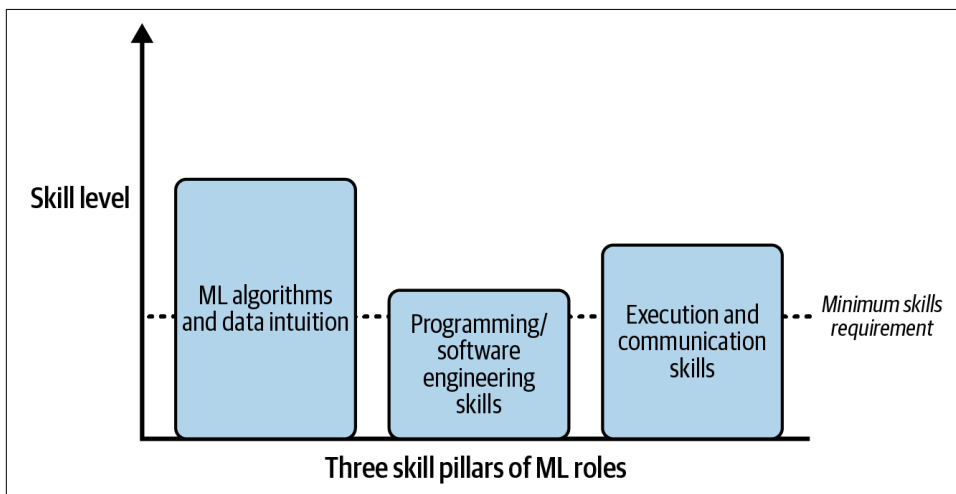 Skill level
ML algorithms
and data intuition
Programming/
software
engineering
skills
Execution and
communication
skills
Minimum skills
requirement
Three skill pillars of ML roles